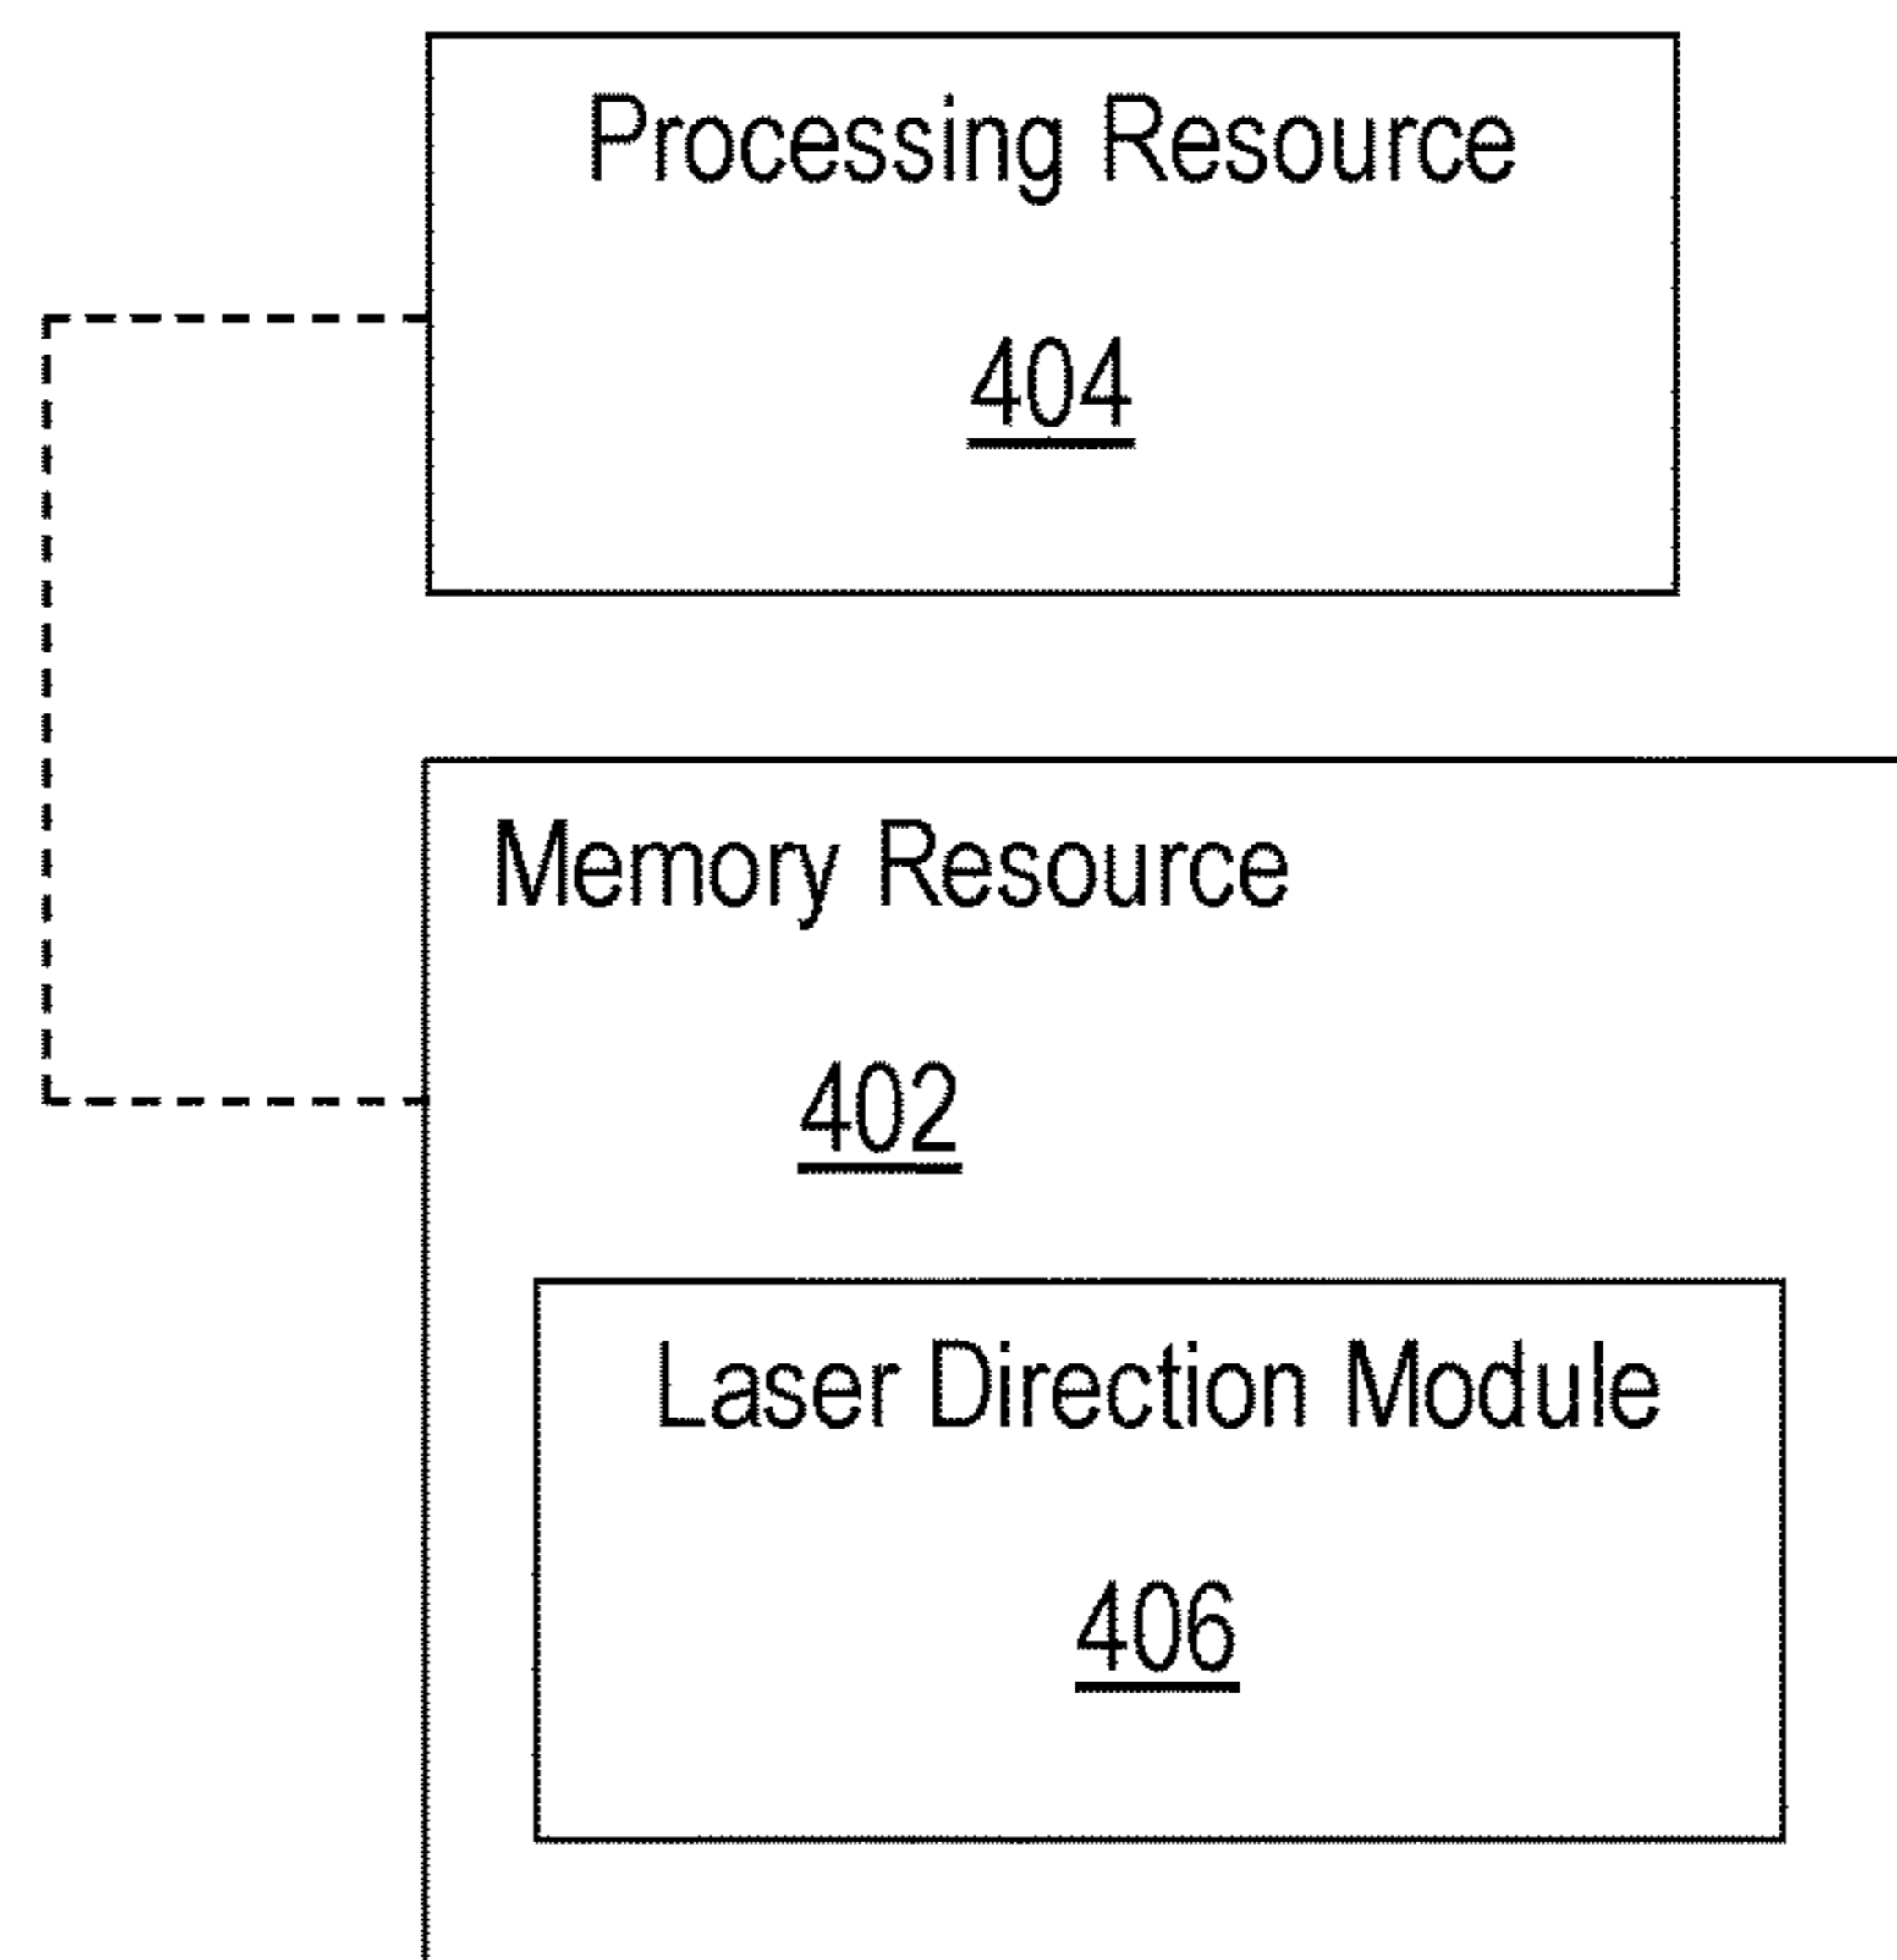 Processing Resource
404
Memory Resource
402
Laser Direction Module
406